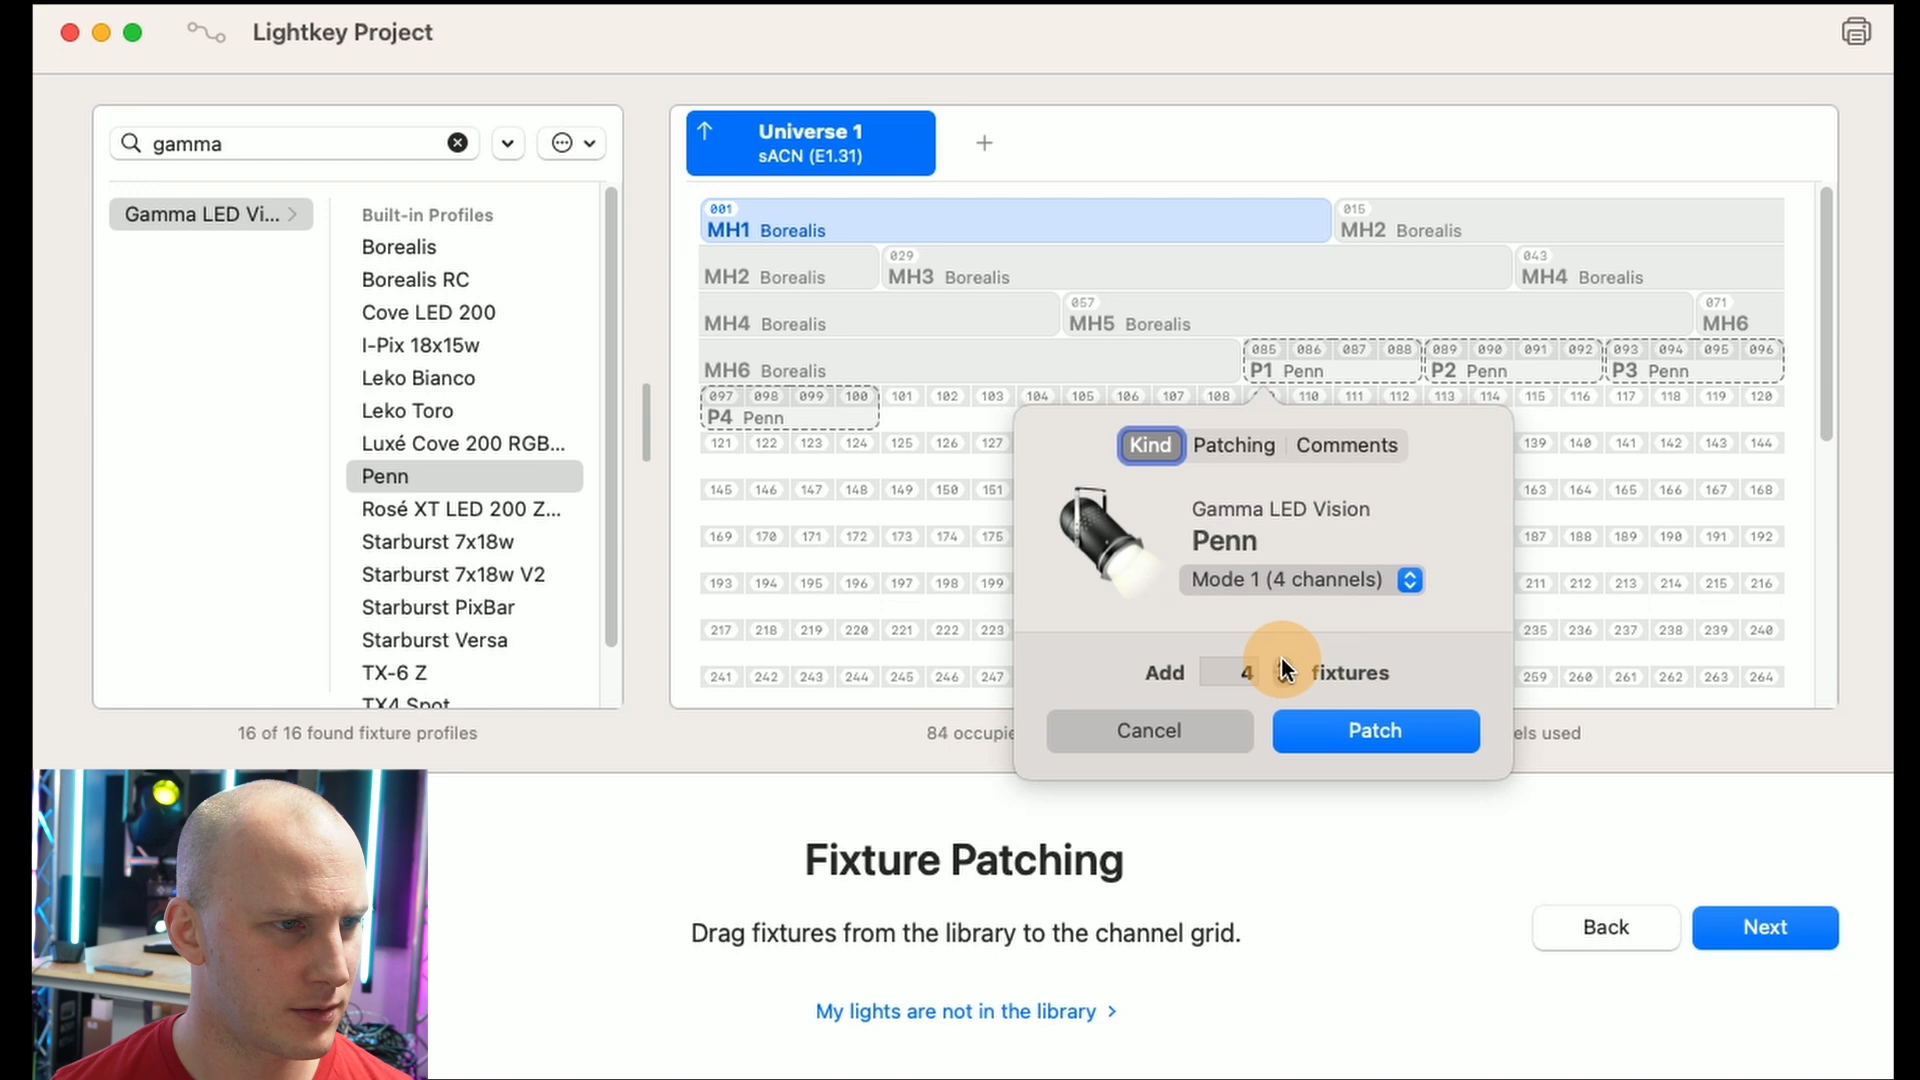 Lightkey Project
gamma
Gamma LED Vi...
Built-in Profiles
Borealis
Borealis RC
Cove LED 200
I-Pix 18x15w
Leko Bianco
Leko Toro
Luxé Cove 200 RGB...
Penn
Rosé XT LED 200 Z...
Starburst 7x18w
Starburst 7x18w V2
Starburst PixBar
Starburst Versa
TX-6 Z
TX4 Spot
16 of 16 found fixture profiles
Universe 1
sACN (E1.31)
001 015
MH1 Borealis MH2 Borealis
029 043
MH2 Borealis MH3 Borealis MH4 Borealis
057 071
MH4 Borealis MH5 Borealis MH6
085 086 087 088 089 090 091 092 093 094 095 096
MH6 Borealis P1 Penn P2 Penn P3 Penn
097 098 099 100 101 102 103 104 105 106 107 108 110 111 112 113 114 115 116 117 118 119 120
P4 Penn
121 122 123 124 125 126 127 139 140 141 142 143 144
145 146 147 148 149 150 151 163 164 165 166 167 168
169 170 171 172 173 174 175 187 188 189 190 191 192
193 194 195 196 197 198 199 211 212 213 214 215 216
217 218 219 220 221 222 223 235 236 237 238 239 240
241 242 243 244 245 246 247 259 260 261 262 263 264
84 occupie
els used
Kind Patching Comments
Gamma LED Vision
Penn
Mode 1 (4 channels)
Add 4 fixtures
Cancel Patch
Fixture Patching
Drag fixtures from the library to the channel grid.
My lights are not in the library >
Back Next